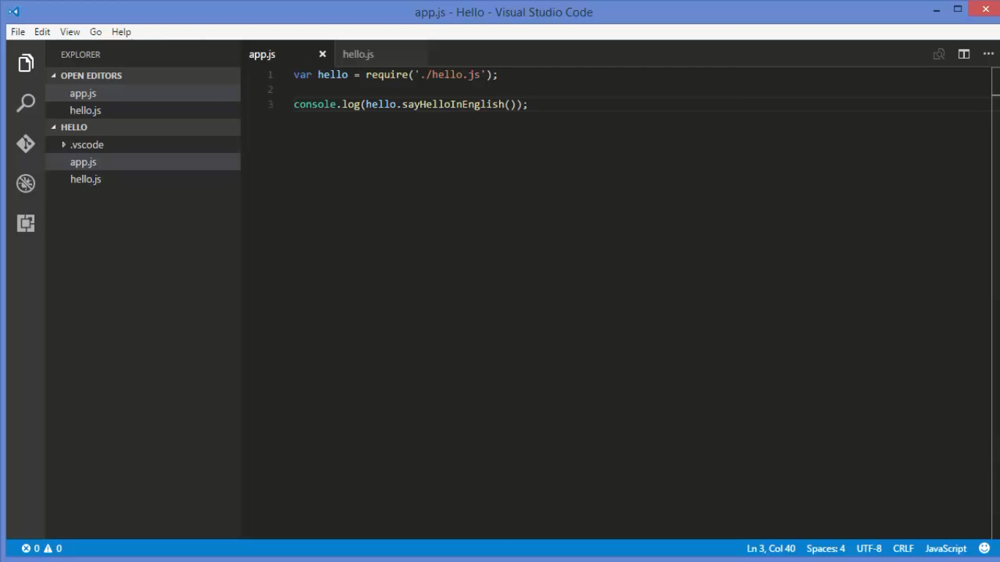 app.js - Hello - Visual Studio Code
File Edit View Go Help
EXPLORER
OPEN EDITORS
app.js
hello.js
HELLO
.vscode
app.js
hello.js
app.js hello.js
1 var hello = require('./hello.js');
2
3 console.log(hello.sayHelloInEnglish());
0 0 Ln 3, Col 40 Spaces: 4 UTF-8 CRLF JavaScript